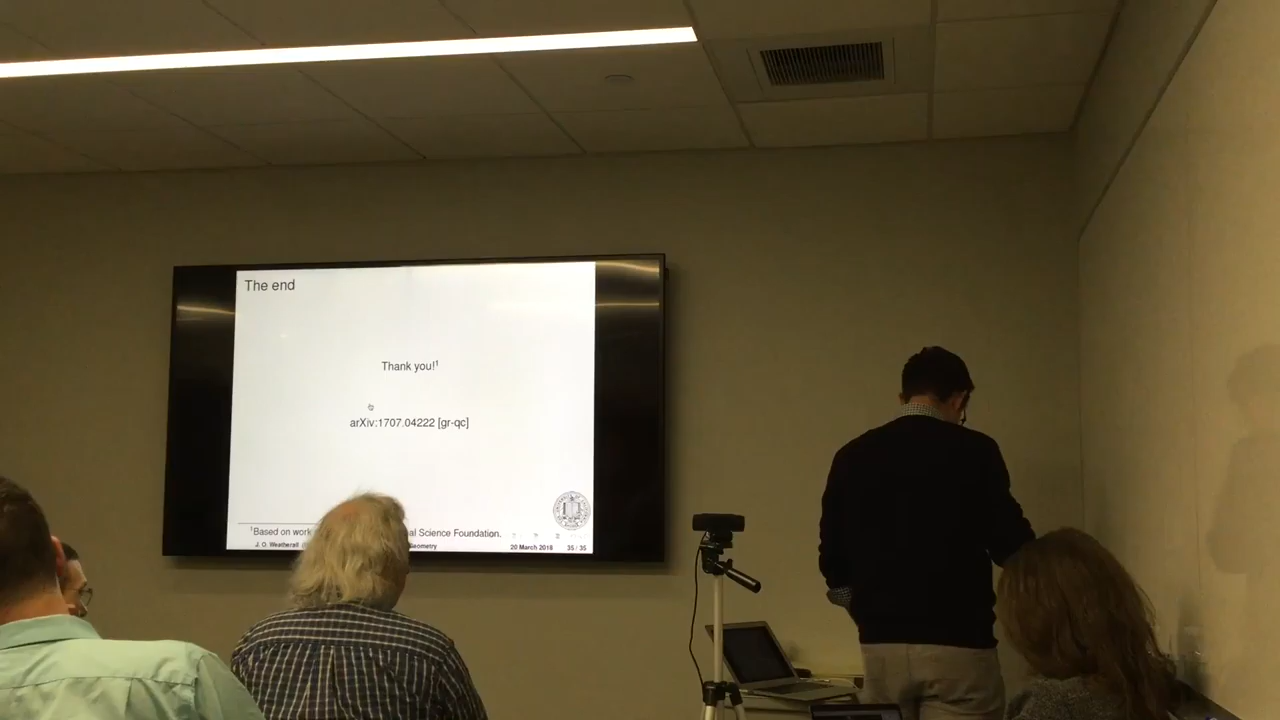 The end
Thank you!¹
arXiv:1707.04222 [gr-qc]
¹Based on work al Science Foundation.
J. O. Weatherall Geometry 20 March 2018 35 / 35